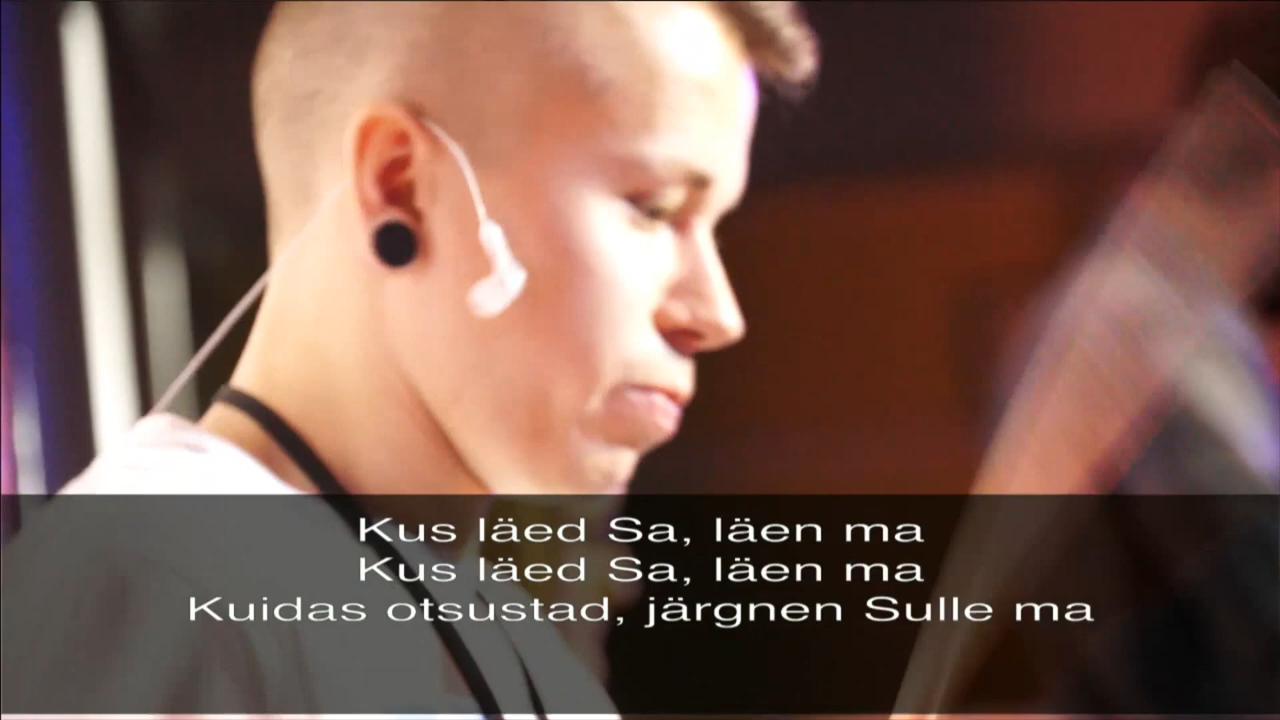 Kus läed Sa, läen ma
Kus läed Sa, läen ma
Kuidas otsustad, järgnen Sulle ma